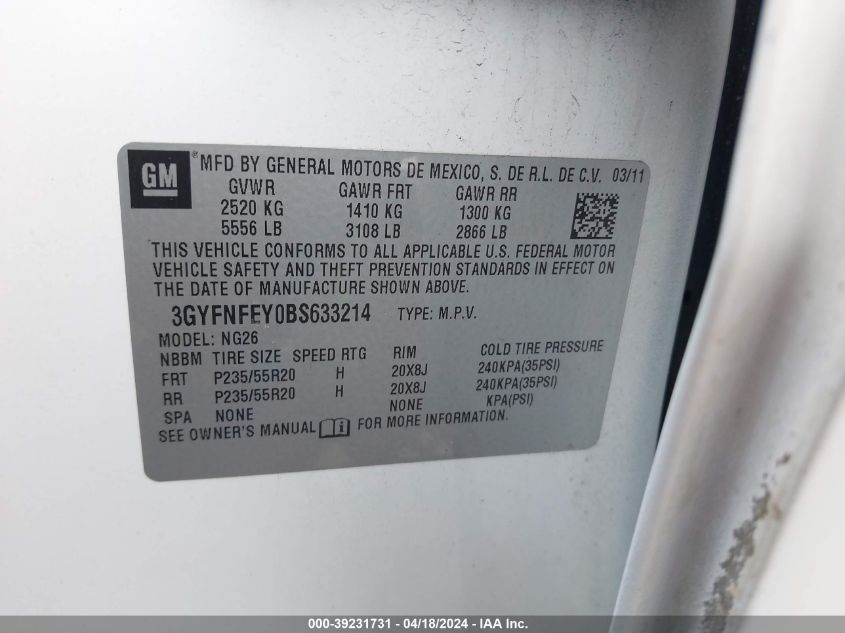 GM ® MFD BY GENERAL MOTORS DE MEXICO, S. DE R.L. DE C.V. 03/11
GVWR GAWR FRT GAWR RR
2520 KG 1410 KG 1300 KG
5556 LB 3108 LB 2866 LB
THIS VEHICLE CONFORMS TO ALL APPLICABLE U.S. FEDERAL MOTOR
VEHICLE SAFETY AND THEFT PREVENTION STANDARDS IN EFFECT ON
THE DATE OF MANUFACTURE SHOWN ABOVE.
3GYFNFEY0BS633214 TYPE: M.P.V.
MODEL: NG26
NBBM TIRE SIZE SPEED RTG RIM COLD TIRE PRESSURE
FRT P235/55R20 H 20X8J 240KPA(35PSI)
RR P235/55R20 H 20X8J 240KPA(35PSI)
SPA NONE NONE KPA(PSI)
SEE OWNER'S MANUAL FOR MORE INFORMATION.
000-39231731 - 04/18/2024 - IAA Inc.